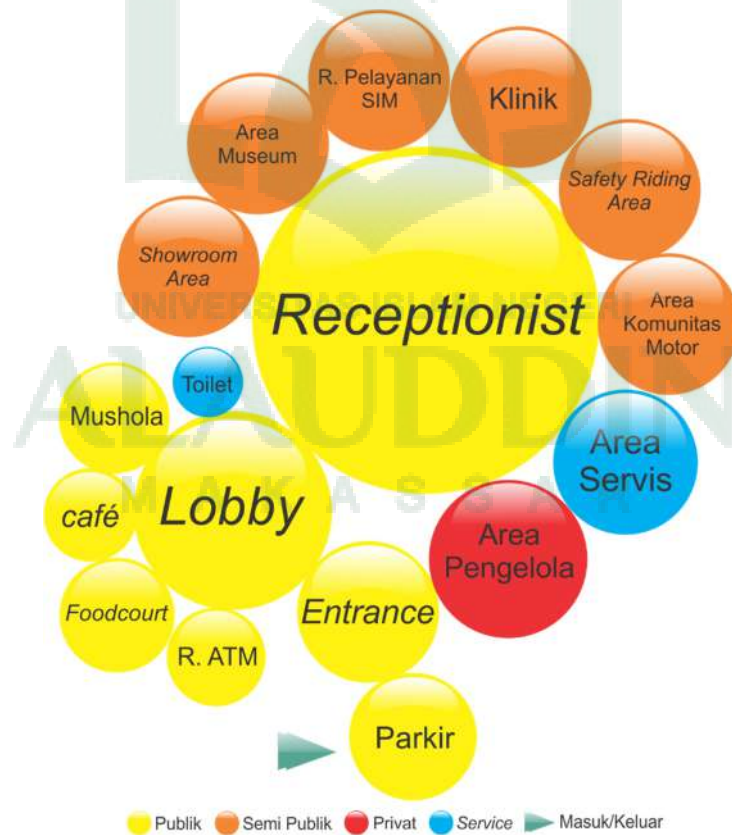 R. Pelayanan
SIM
Klinik
Area
Museum
Safety Riding
Area
Showroom
Area
Receptionist
Area
Komunitas
Motor
UNIVERSITAS ISLAM NEGERI
Toilet
Mushola
ALAUDDIN
Area
Servis
café
Lobby
MAKASSAR
Area
Pengelola
Foodcourt
Entrance
R. ATM
Parkir
Publik
Semi Publik
Privat
Service
Masuk/Keluar